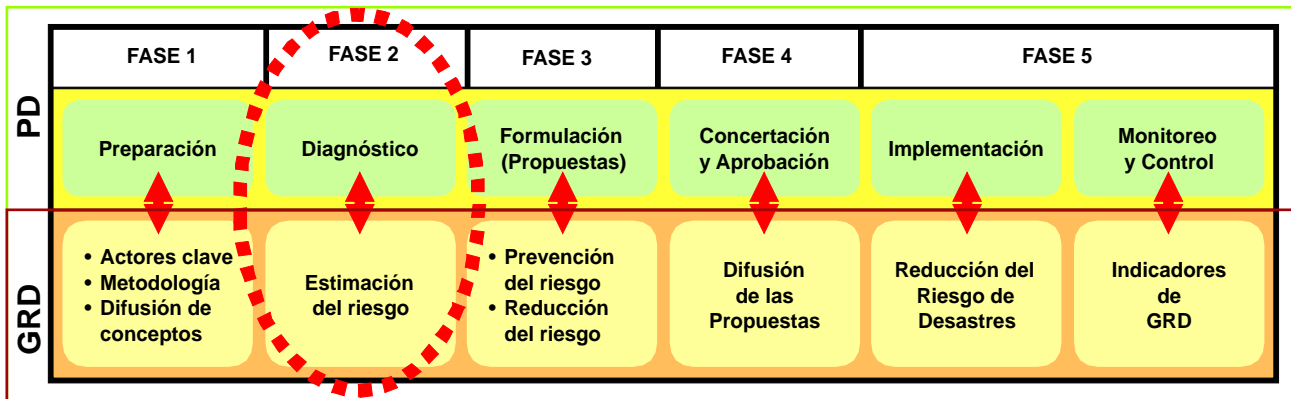 FASE 1
FASE 2
FASE 3
FASE 4
FASE 5
PD
Preparación
Diagnóstico
Formulación
(Propuestas)
Concertación
y Aprobación
Implementación
Monitoreo
y Control
GRD
• Actores clave
• Metodología
• Difusión de
conceptos
Estimación
del riesgo
• Prevención
del riesgo
• Reducción
del riesgo
Difusión
de las
Propuestas
Reducción del
Riesgo de
Desastres
Indicadores
de
GRD